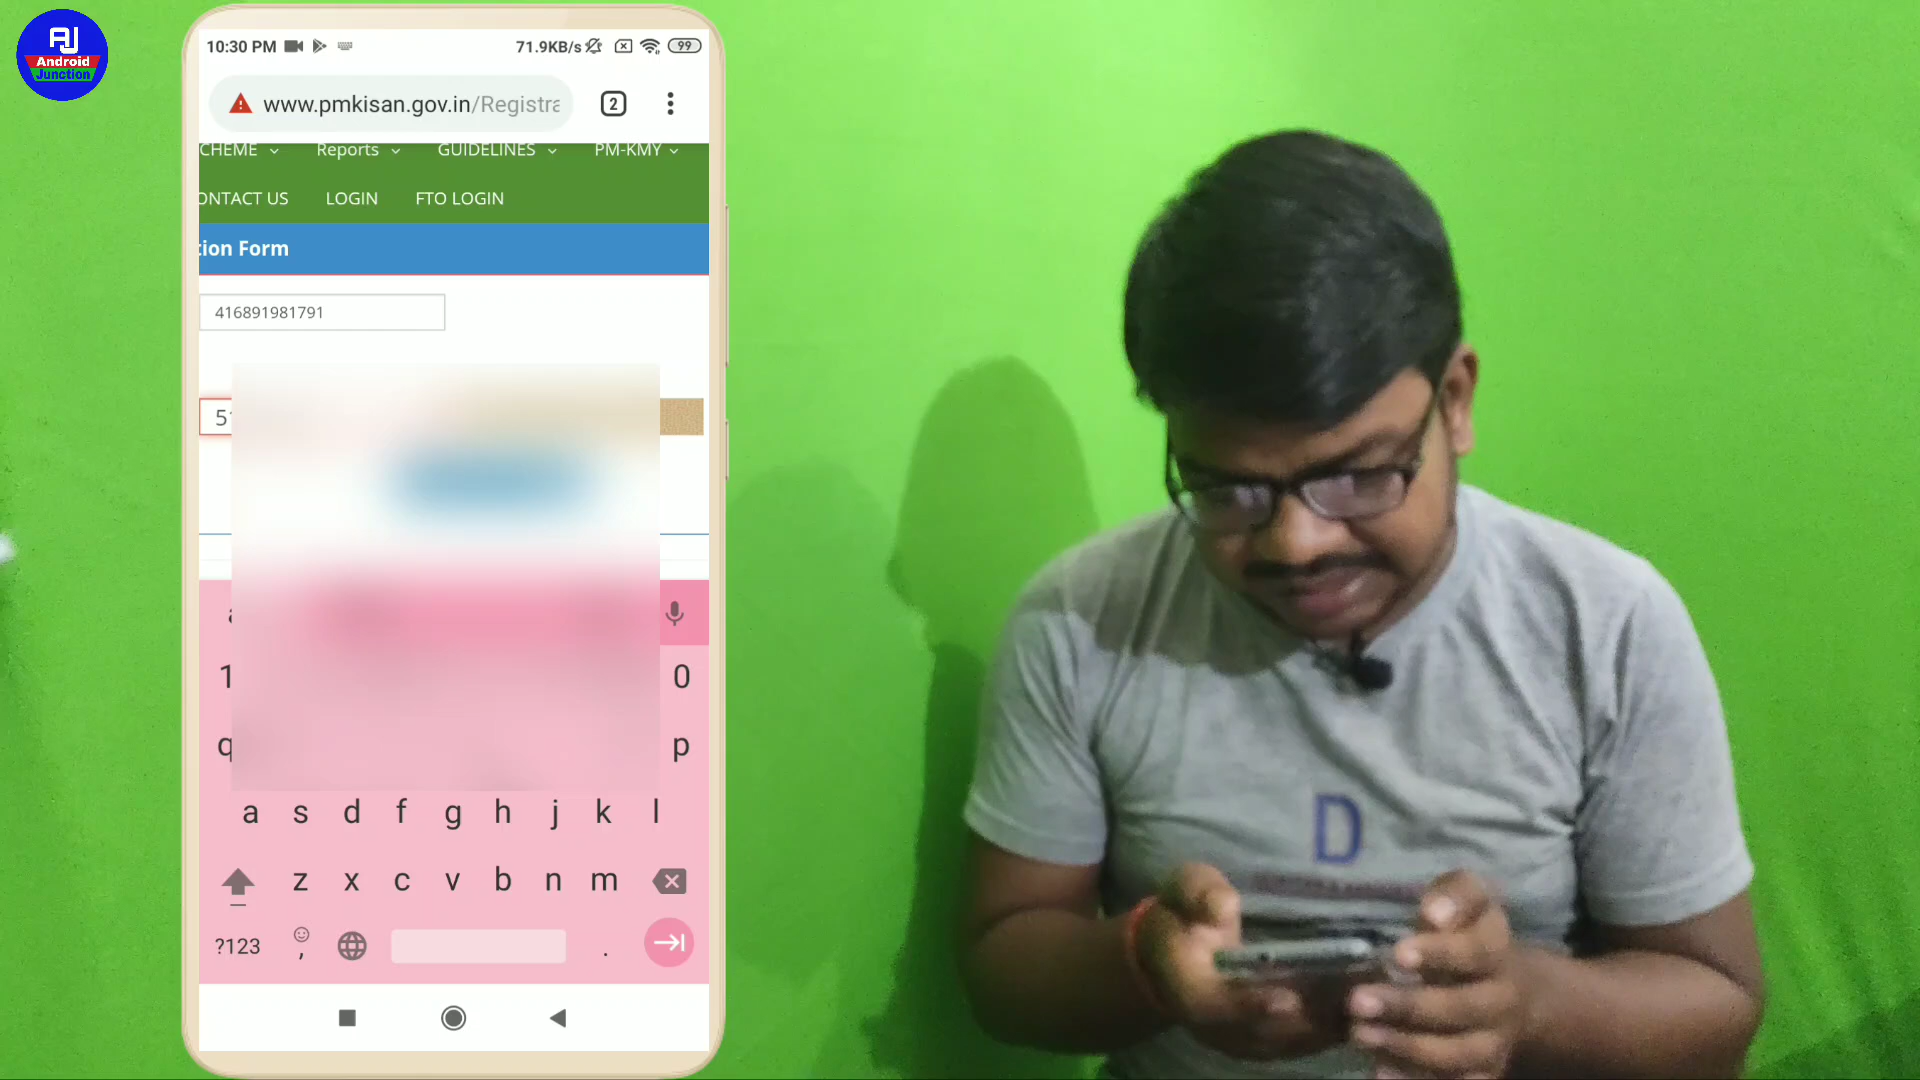 AJ
Android
Junction
10:30 PM 71.9KB/s 99
www.pmkisan.gov.in/Registra 2
CHEME Reports GUIDELINES PM-KMY
ONTACT US LOGIN FTO LOGIN
tion Form
416891981791
51
1 0
q p
a s d f g h j k l
z x c v b n m
?123 , .
D